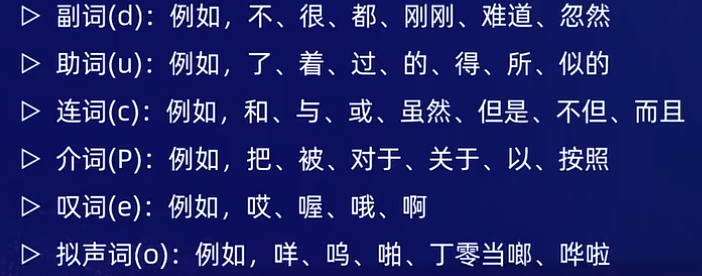 ▷ 副词(d)：例如，不、很、都、刚刚、难道、忽然
▷ 助词(u)：例如，了、着、过、的、得、所、似的
▷ 连词(c)：例如，和、与、或、虽然、但是、不但、而且
▷ 介词(P)：例如，把、被、对于、关于、以、按照
▷ 叹词(e)：例如，哎、喔、哦、啊
▷ 拟声词(o)：例如，咩、呜、啪、丁零当啷、哗啦